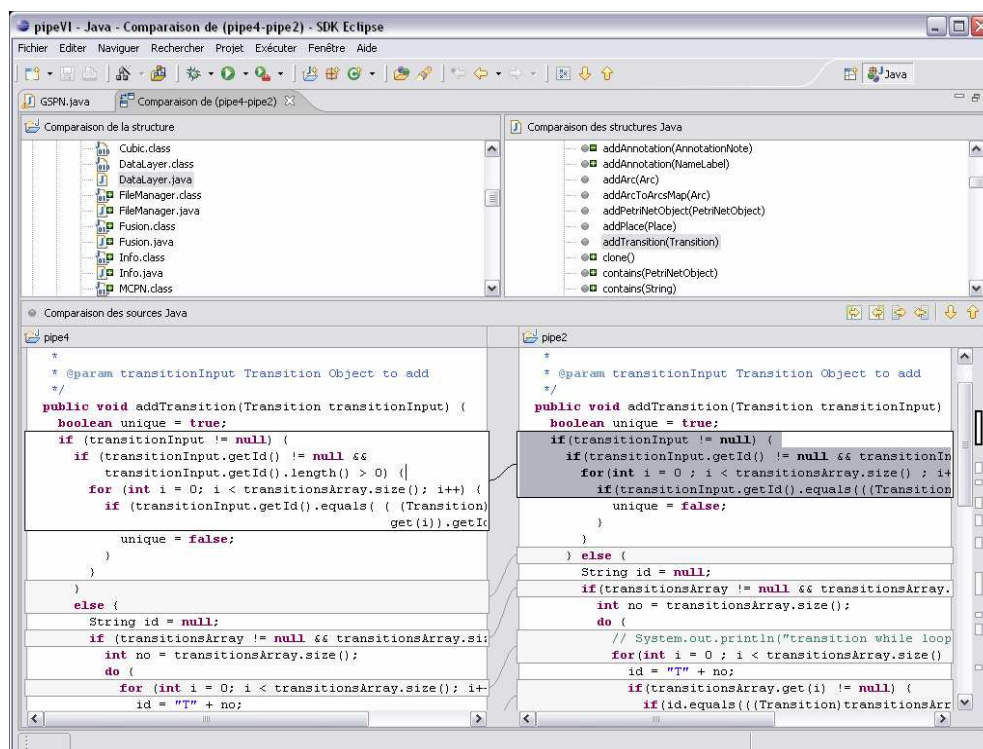 pipeVI - Java - Comparaison de (pipe4-pipe2) - SDK Eclipse
Fichier Editer Naviguer Rechercher Projet Exécuter Fenêtre Aide
Java
GSPN.java Comparaison de (pipe4-pipe2)
Comparaison de la structure
Cubic.class
DataLayer.class
DataLayer.java
FileManager.class
FileManager.java
Fusion.class
Fusion.java
Info.class
Info.java
MCPN.class
Comparaison des structures Java
addAnnotation(AnnotationNote)
addAnnotation(NameLabel)
addArc(Arc)
addArcToArcsMap(Arc)
addPetriNetObject(PetriNetObject)
addPlace(Place)
addTransition(Transition)
clone()
contains(PetriNetObject)
contains(String)
Comparaison des sources Java
pipe4
*
* @param transitionInput Transition Object to add
*/
public void addTransition(Transition transitionInput) {
boolean unique = true;
if (transitionInput != null) {
if (transitionInput.getId() != null &&
transitionInput.getId().length() > 0) {
for (int i = 0; i < transitionsArray.size(); i++) {
if (transitionInput.getId().equals( ( (Transition)
get(i)).getId
unique = false;
}
}
}
else {
String id = null;
if (transitionsArray != null && transitionsArray.si
int no = transitionsArray.size();
do {
for (int i = 0; i < transitionsArray.size(); i+
id = "T" + no;
pipe2
*
* @param transitionInput Transition Object to add
*/
public void addTransition(Transition transitionInput)
boolean unique = true;
if(transitionInput != null) {
if(transitionInput.getId() != null && transitionIn
for(int i = 0 ; i < transitionsArray.size() ; i+
if(transitionInput.getId().equals(((Transition
unique = false;
}
}
} else {
String id = null;
if(transitionsArray != null && transitionsArray.
int no = transitionsArray.size();
do {
// System.out.println("transition while loop
for(int i = 0 ; i < transitionsArray.size()
id = "T" + no;
if(transitionsArray.get(i) != null) {
if(id.equals(((Transition)transitionsArr